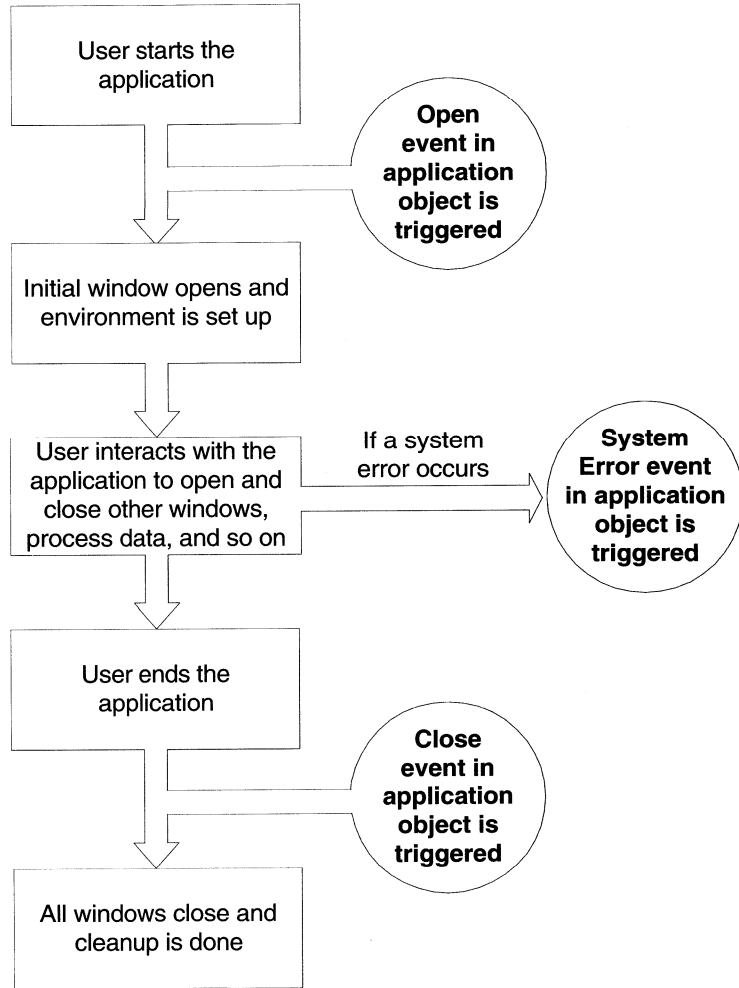 User starts the
application
Open
event in
application
object is
triggered
Initial window opens and
environment is set up
User interacts with the
application to open and
close other windows,
process data, and so on
If a system
error occurs
System
Error event
in application
object is
triggered
User ends the
application
Close
event in
application
object is
triggered
All windows close and
cleanup is done